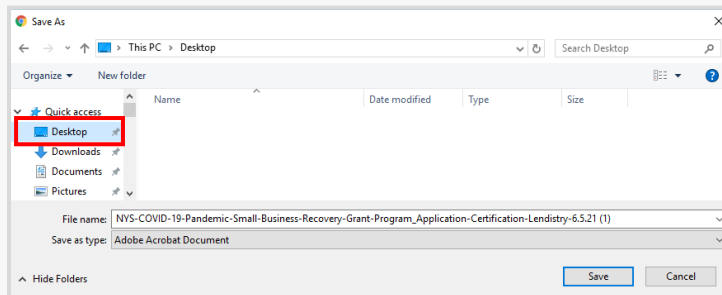 Save As
This PC > Desktop
Search Desktop
Organize
New folder
Name Date modified Type Size
Quick access
Desktop
Downloads
Documents
Pictures
File name: NYS-COVID-19-Pandemic-Small-Business-Recovery-Grant-Program_Application-Certification-Lendistry-6.5.21 (1)
Save as type: Adobe Acrobat Document
Hide Folders
Save
Cancel